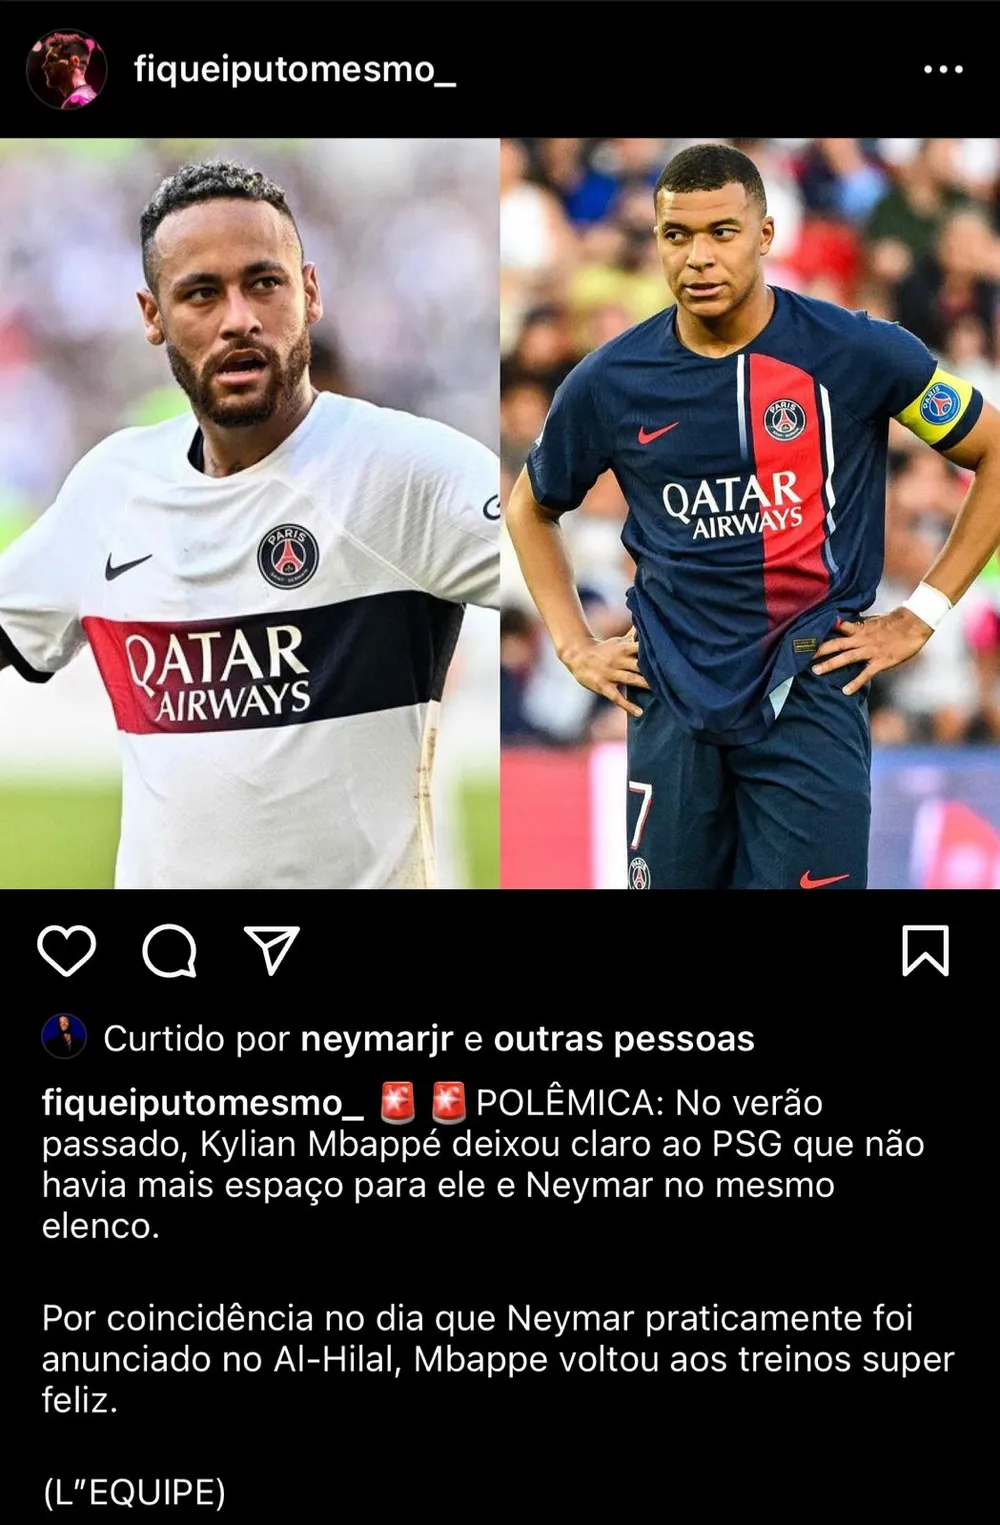 fiqueiputomesmo_
PARIS
SAINT-GERMAIN
QATAR
AIRWAYS
PARIS
QATAR
AIRWAYS
PARIS
7
Curtido por neymarjr e outras pessoas
fiqueiputomesmo_ 🚨 🚨 POLÊMICA: No verão
passado, Kylian Mbappé deixou claro ao PSG que não
havia mais espaço para ele e Neymar no mesmo
elenco.
Por coincidência no dia que Neymar praticamente foi
anunciado no Al-Hilal, Mbappe voltou aos treinos super
feliz.
(L"EQUIPE)